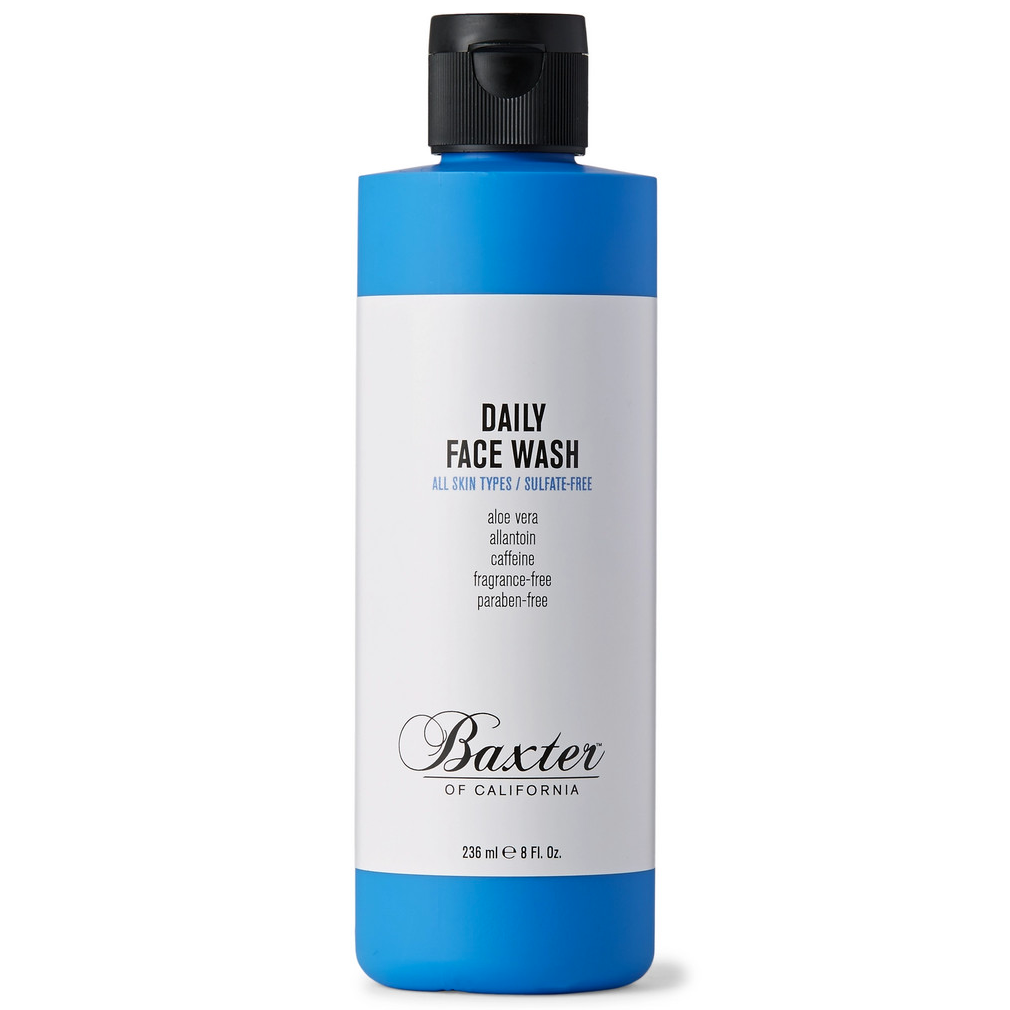 DAILY
FACE WASH
ALL SKIN TYPES / SULFATE-FREE
aloe vera
allantoin
caffeine
fragrance-free
paraben-free
Baxter™
OF CALIFORNIA
236 ml ℮ 8 Fl. Oz.